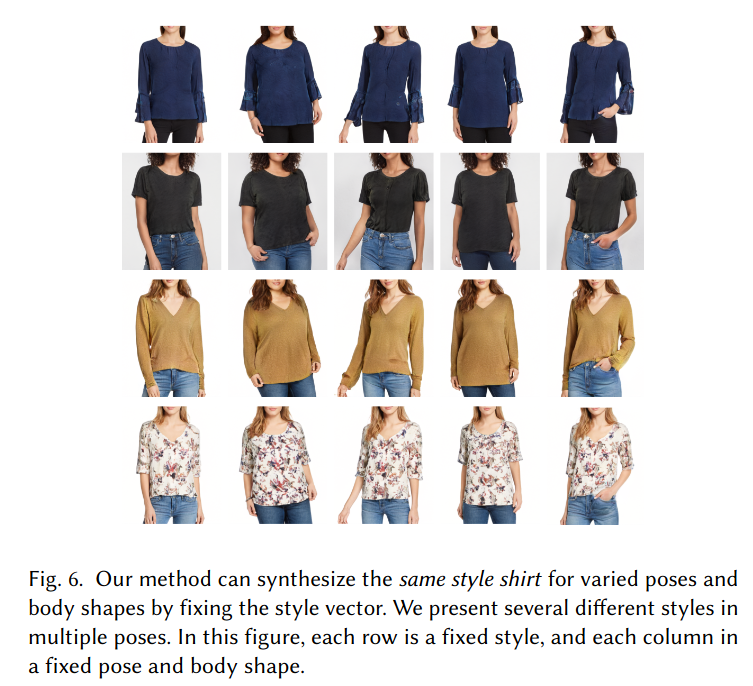 Fig. 6. Our method can synthesize the same style shirt for varied poses and
body shapes by fixing the style vector. We present several different styles in
multiple poses. In this figure, each row is a fixed style, and each column in
a fixed pose and body shape.